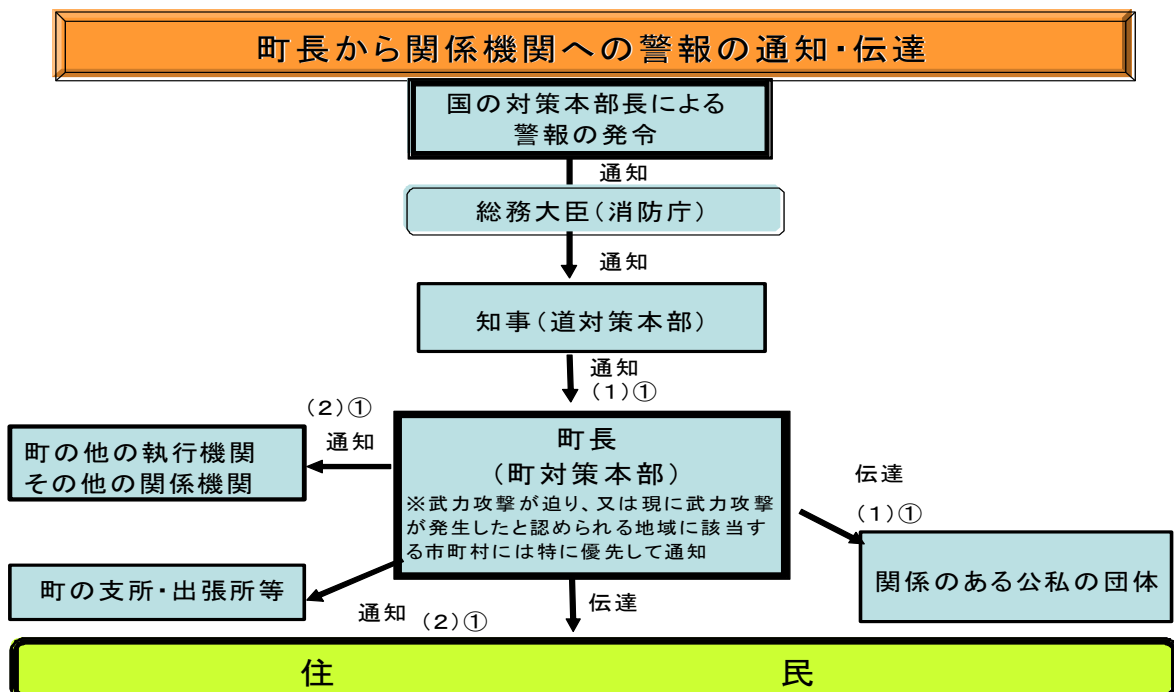 町長から関係機関への警報の通知・伝達
国の対策本部長による
警報の発令
通知
総務大臣(消防庁)
通知
知事(道対策本部)
通知
(1)①
(2)①
通知
町の他の執行機関
その他の関係機関
町長
(町対策本部)
※武力攻撃が迫り、又は現に武力攻撃
が発生したと認められる地域に該当す
る市町村には特に優先して通知
伝達
(1)①
関係のある公私の団体
町の支所・出張所等
通知 (2)①
伝達
住 民